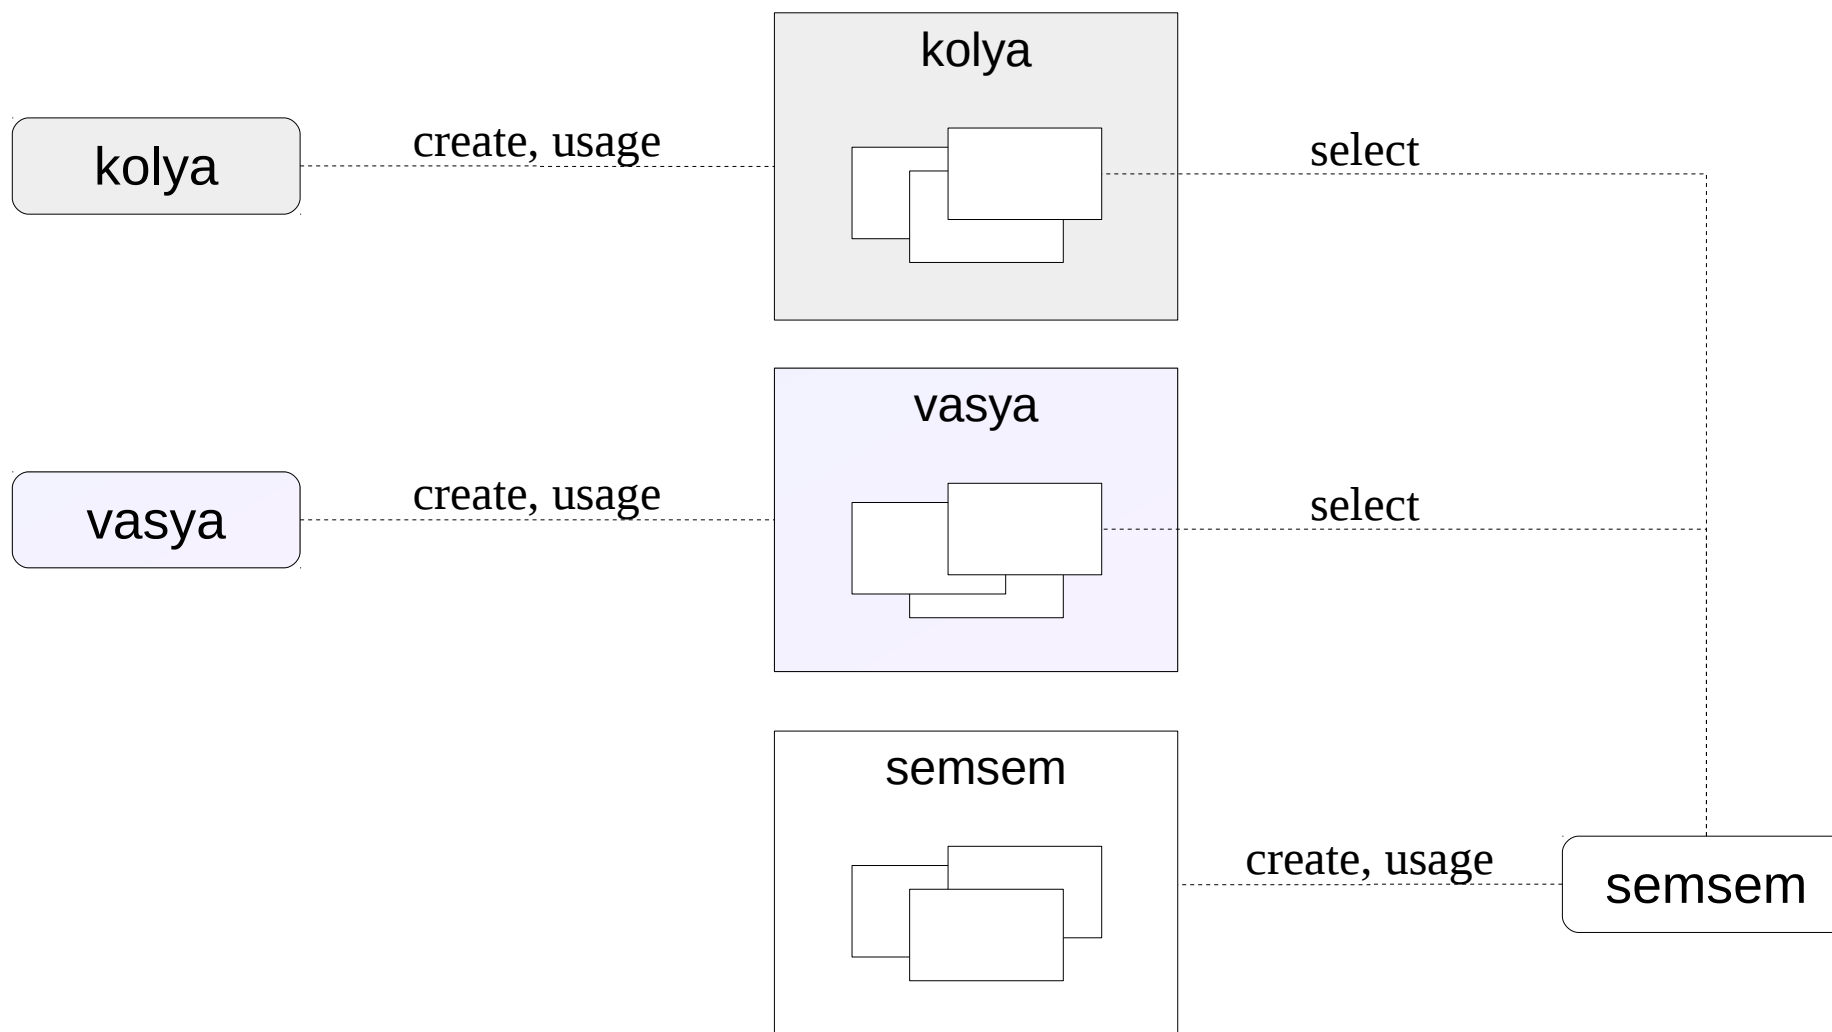 kolya
kolya
create, usage
select
vasya
vasya
create, usage
select
semsem
create, usage
semsem